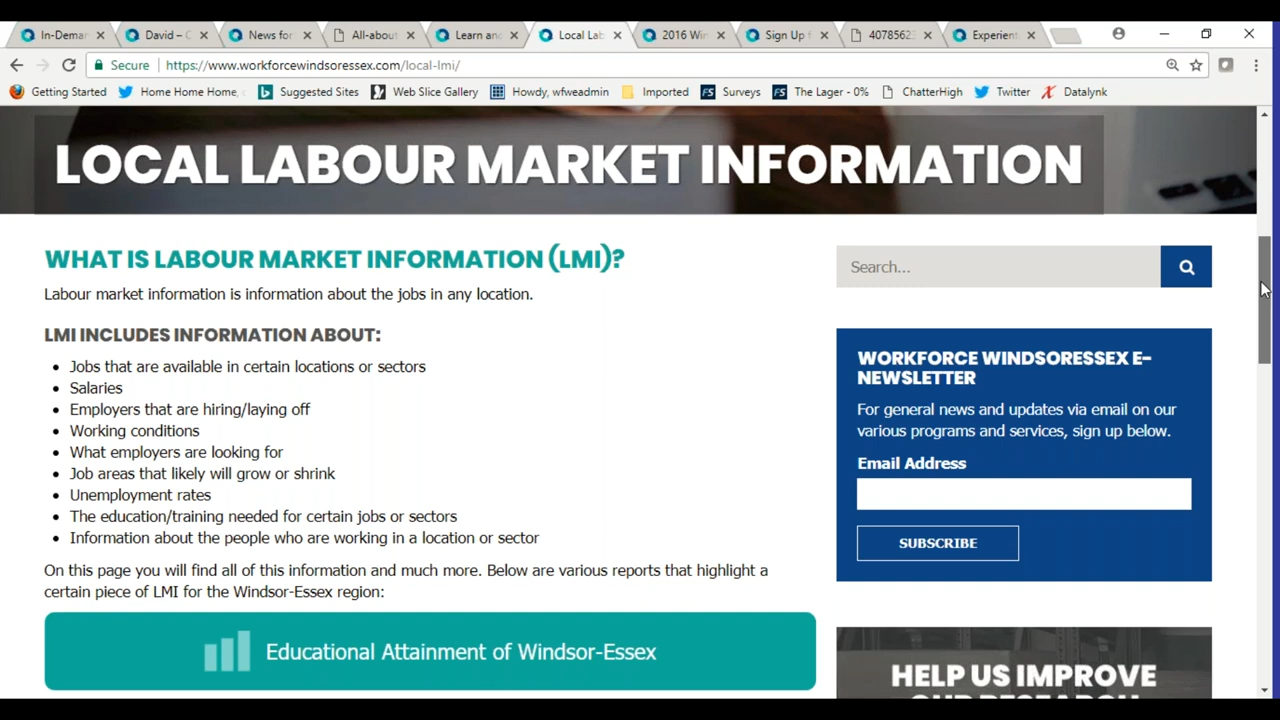 In-Demar
David – C
News for
All-about
Learn and
Local Lab
2016 Win
Sign Up f
40785623
Experient
Secure
https://www.workforcewindsoressex.com/local-lmi/
Getting Started
Home Home Home,
Suggested Sites
Web Slice Gallery
Howdy, wfweadmin
Imported
Surveys
The Lager - 0%
ChatterHigh
Twitter
Datalynk
LOCAL LABOUR MARKET INFORMATION
WHAT IS LABOUR MARKET INFORMATION (LMI)?
Labour market information is information about the jobs in any location.
LMI INCLUDES INFORMATION ABOUT:
• Jobs that are available in certain locations or sectors
• Salaries
• Employers that are hiring/laying off
• Working conditions
• What employers are looking for
• Job areas that likely will grow or shrink
• Unemployment rates
• The education/training needed for certain jobs or sectors
• Information about the people who are working in a location or sector
On this page you will find all of this information and much more. Below are various reports that highlight a
certain piece of LMI for the Windsor-Essex region:
Educational Attainment of Windsor-Essex
Search...
WORKFORCE WINDSORESSEX E-
NEWSLETTER
For general news and updates via email on our
various programs and services, sign up below.
Email Address
SUBSCRIBE
HELP US IMPROVE
OUR RESEARCH